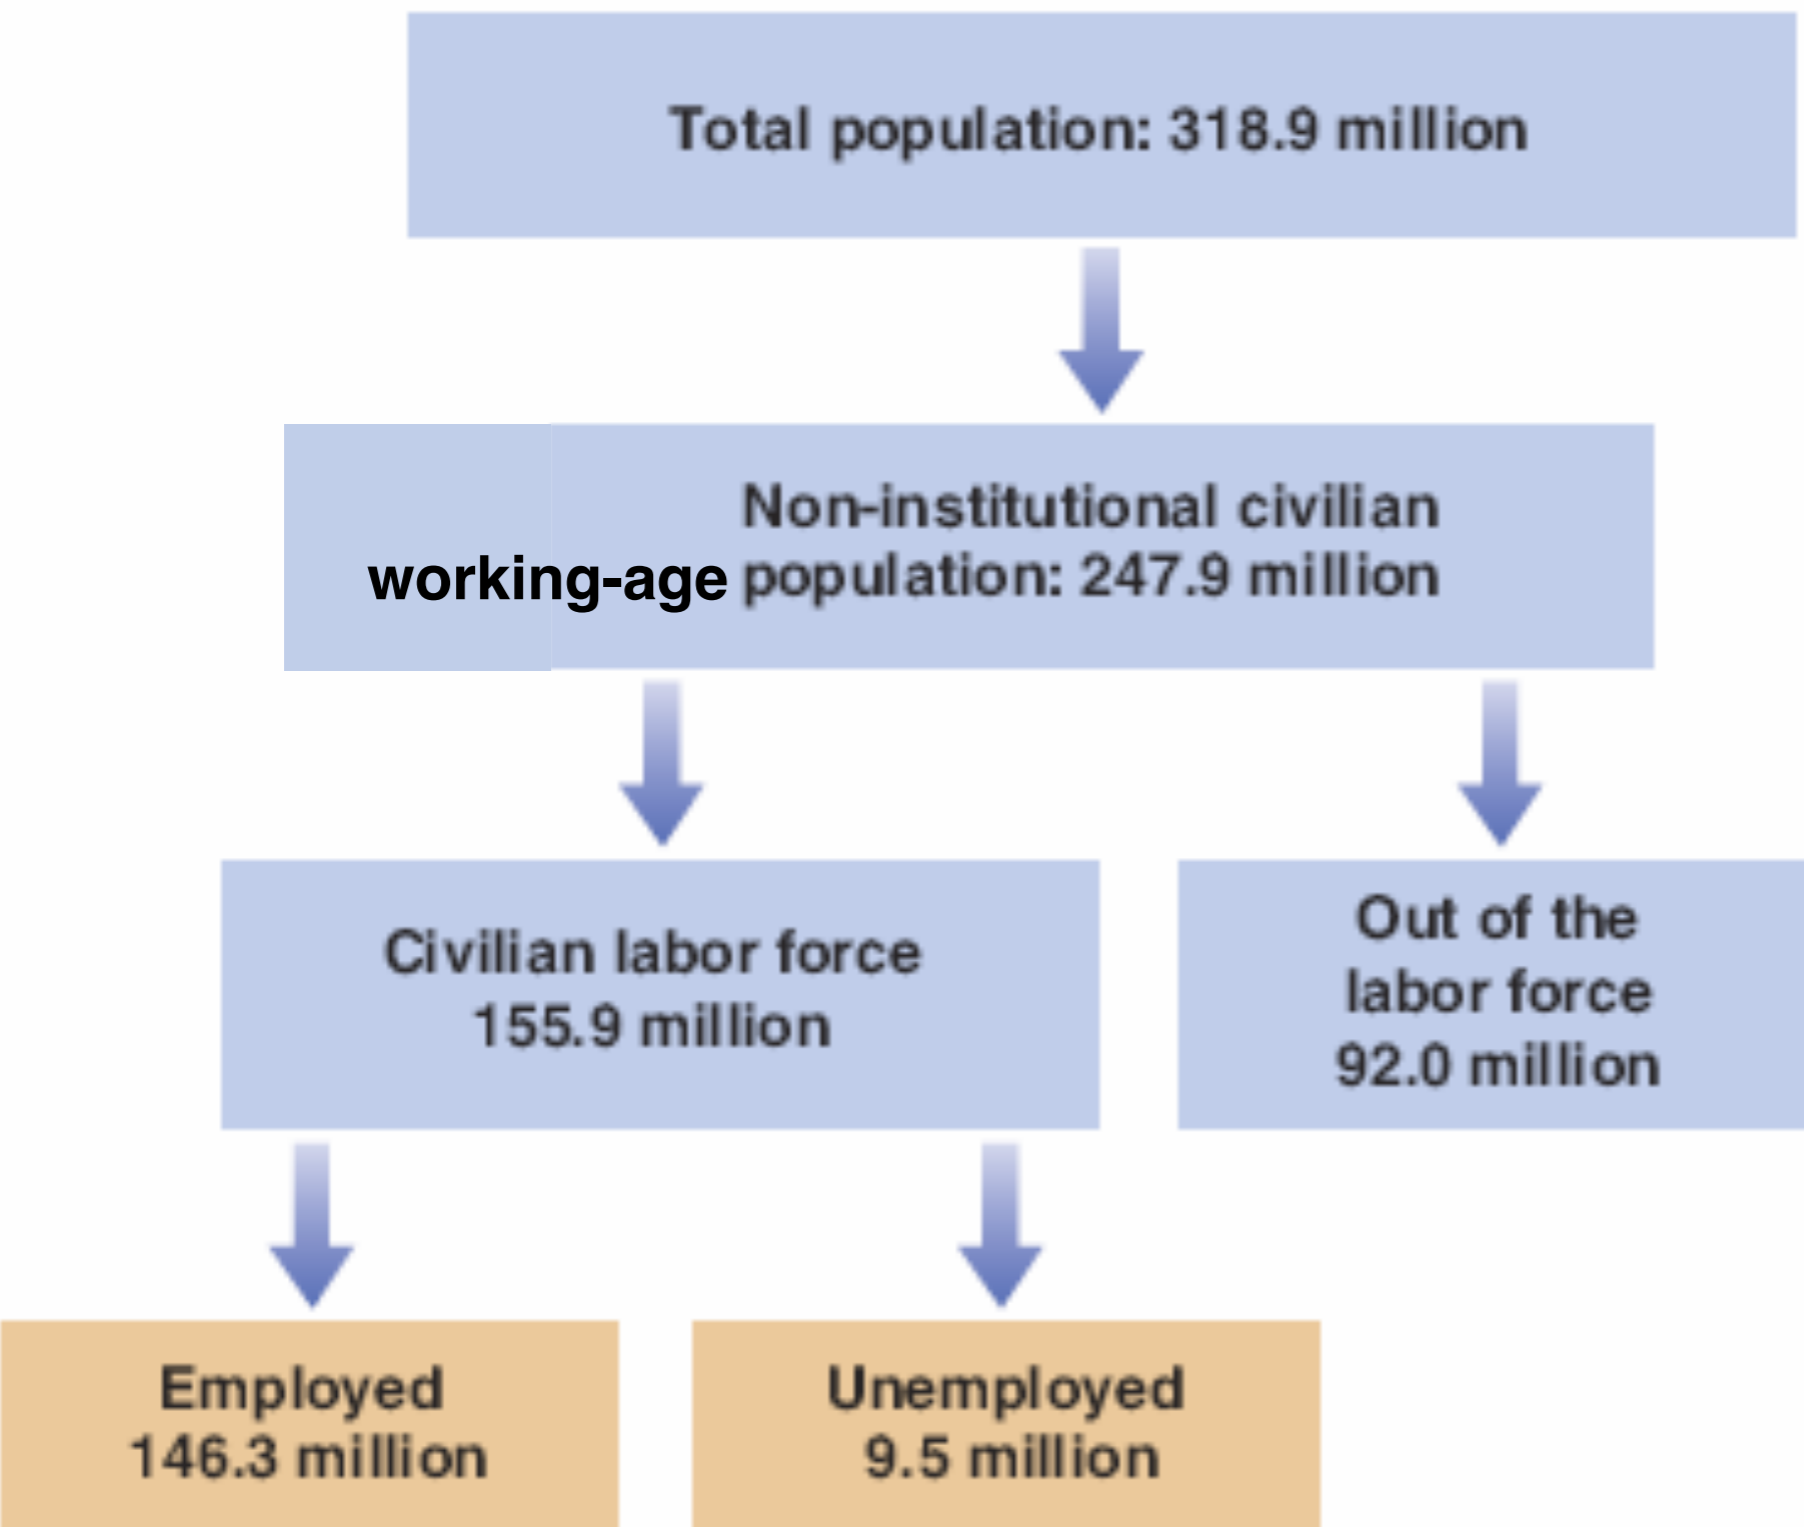 Total population: 318.9 million
Non-institutional civilian
working-age population: 247.9 million
Civilian labor force
155.9 million
Out of the
labor force
92.0 million
Employed
146.3 million
Unemployed
9.5 million